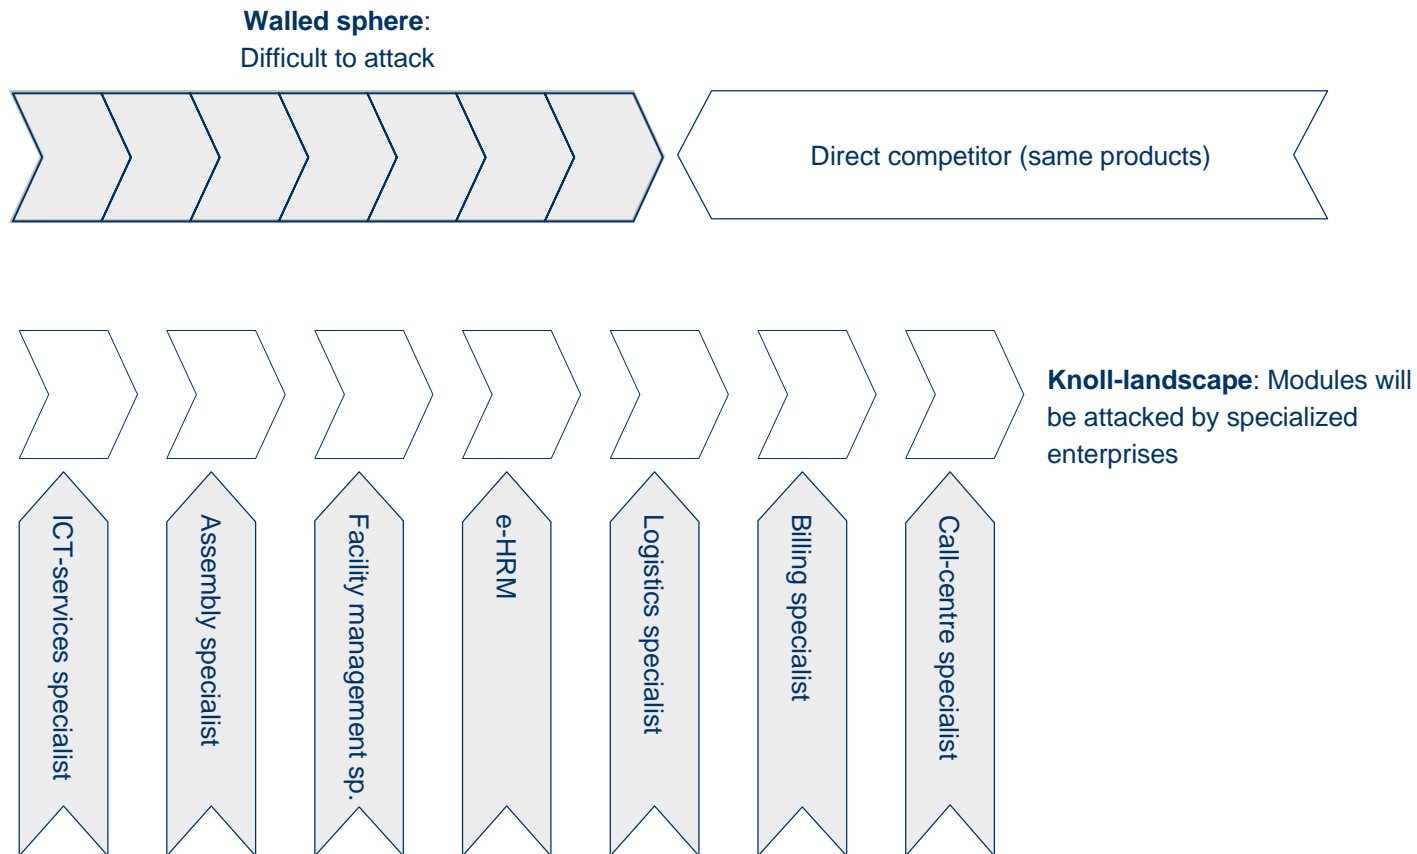 Walled sphere:
Difficult to attack
Direct competitor (same products)
Knoll-landscape: Modules will
be attacked by specialized
enterprises
ICT-services specialist
Assembly specialist
Facility management sp.
e-HRM
Logistics specialist
Billing specialist
Call-centre specialist